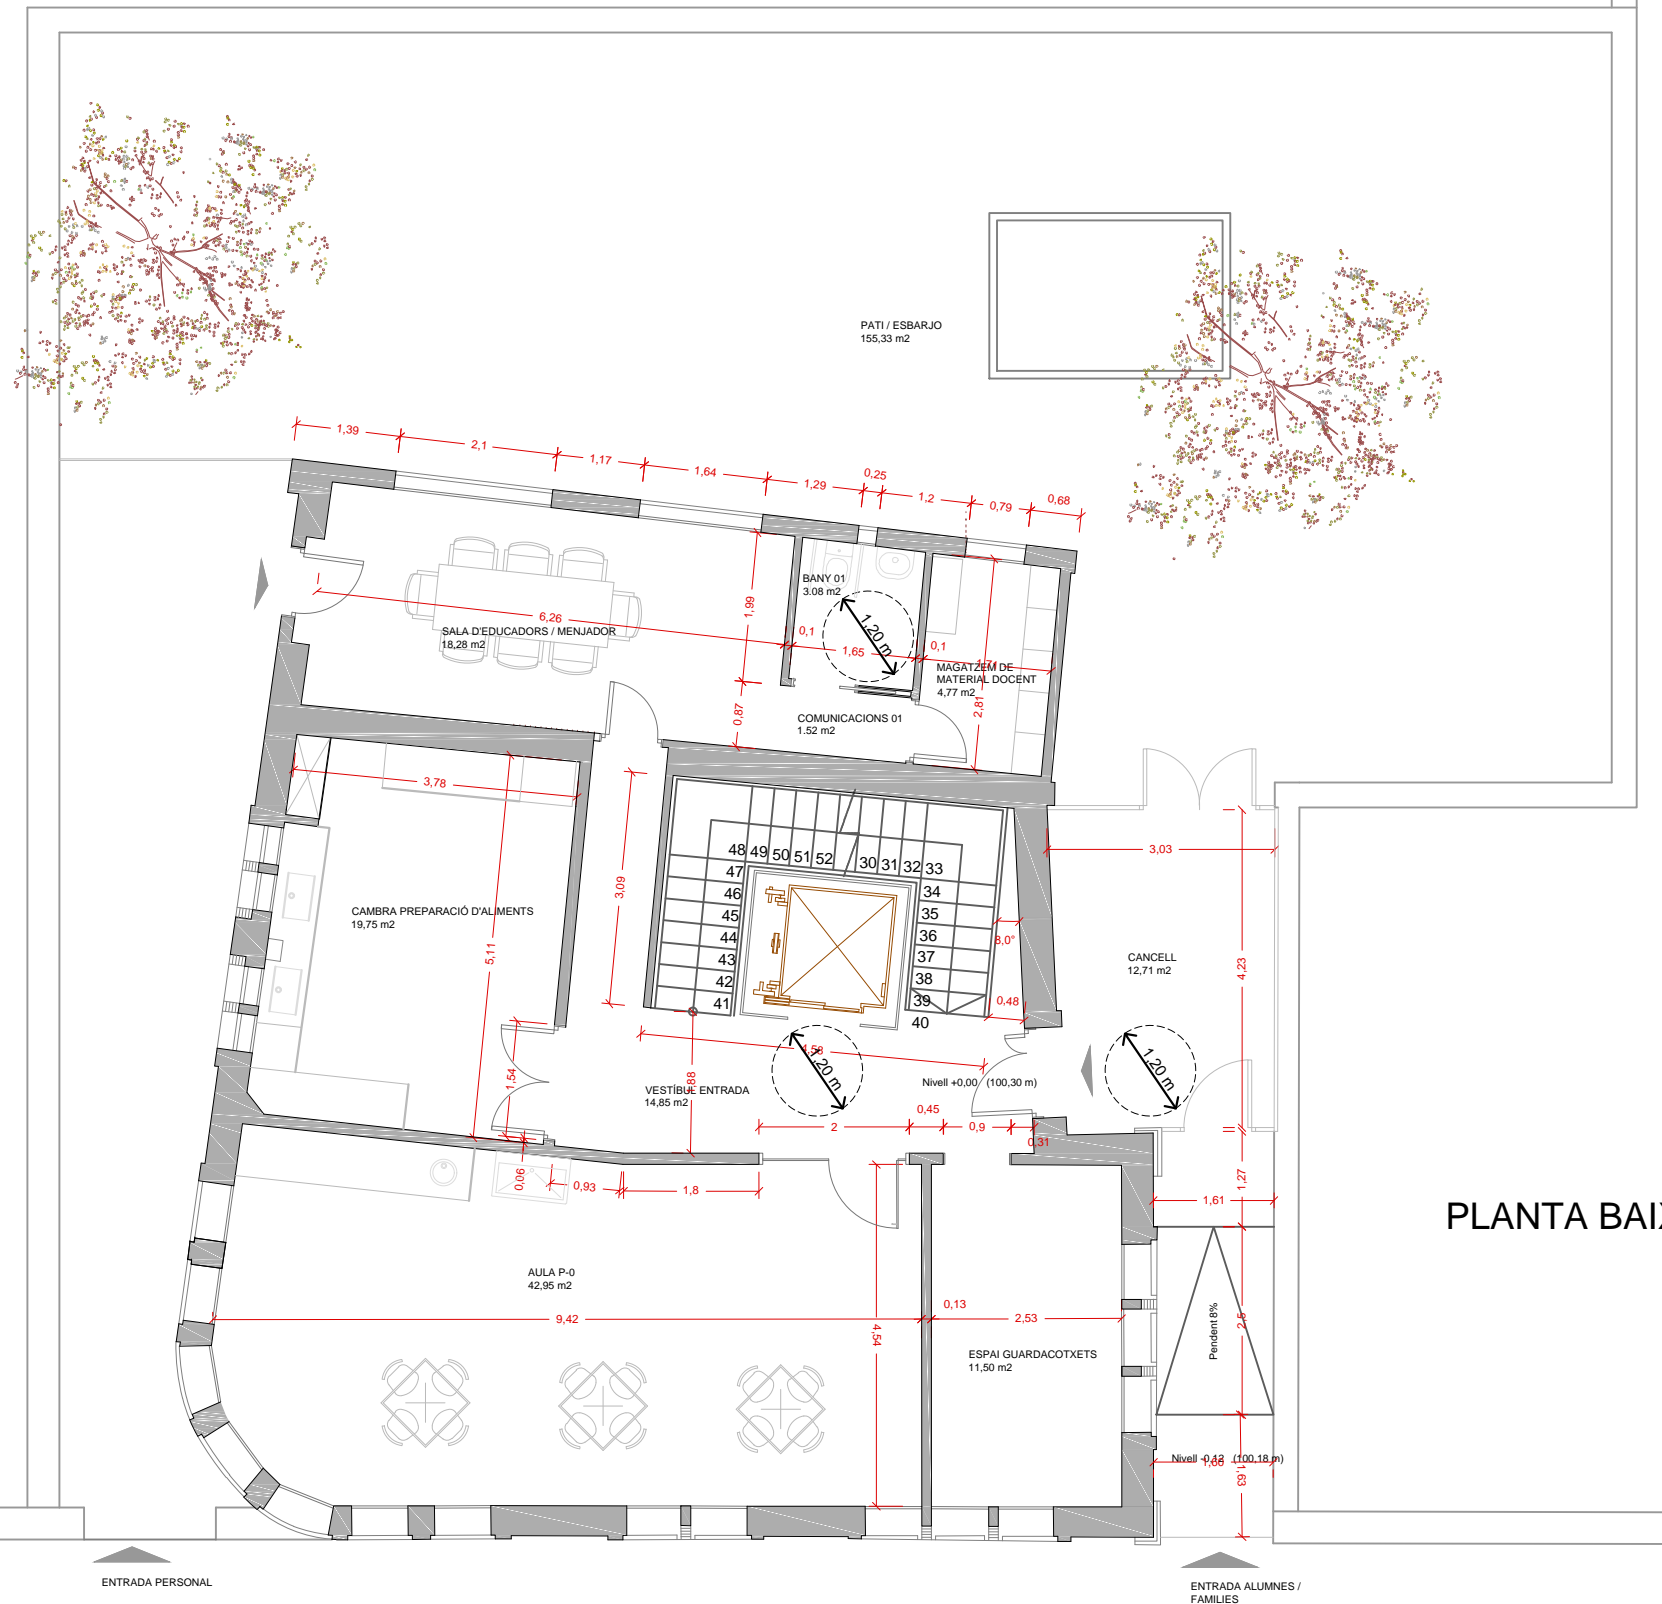 PATI / ESBARJO
155,33 m2
1,39
2,1
1,17
1,64
1,29
0,25
1,2
0,79
0,68
BANY 01
3.08 m2
1,99
6,26
SALA D'EDUCADORS / MENJADOR
18,28 m2
0,1
1,65
1,20 m
0,1
MAGATZEM DE
MATERIAL DOCENT
4,77 m2
2,81
0,87
COMUNICACIONS 01
1.52 m2
3,78
3,09
48 49 50 51 52 30 31 32 33
47 34
46 35
45 36
44 37
43 38
42 39
41 40
8,0°
0,48
3,03
CAMBRA PREPARACIÓ D'ALIMENTS
19,75 m2
5,11
CANCELL
12,71 m2
4,23
1,54
1,20 m
1,20 m
Nivell +0,00 (100,30 m)
VESTÍBUL ENTRADA
14,85 m2
2
0,45
0,9
0,31
0,06
0,93
1,8
1,27
1,61
PLANTA BAIX
AULA P-0
42,95 m2
9,42
0,13
2,53
4,54
ESPAI GUARDACOTXETS
11,50 m2
Pendent 8%
2,5
Nivell -0,12 (100,18 m)
1,63
ENTRADA PERSONAL
ENTRADA ALUMNES /
FAMILIES